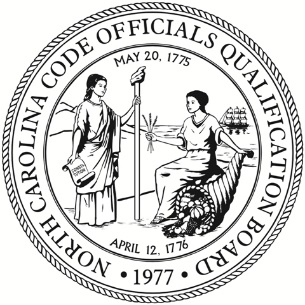 NORTH CAROLINA CODE OFFICIALS QUALIFICATION BOARD
MAY 20, 1775
APRIL 12, 1776
• 1977 •